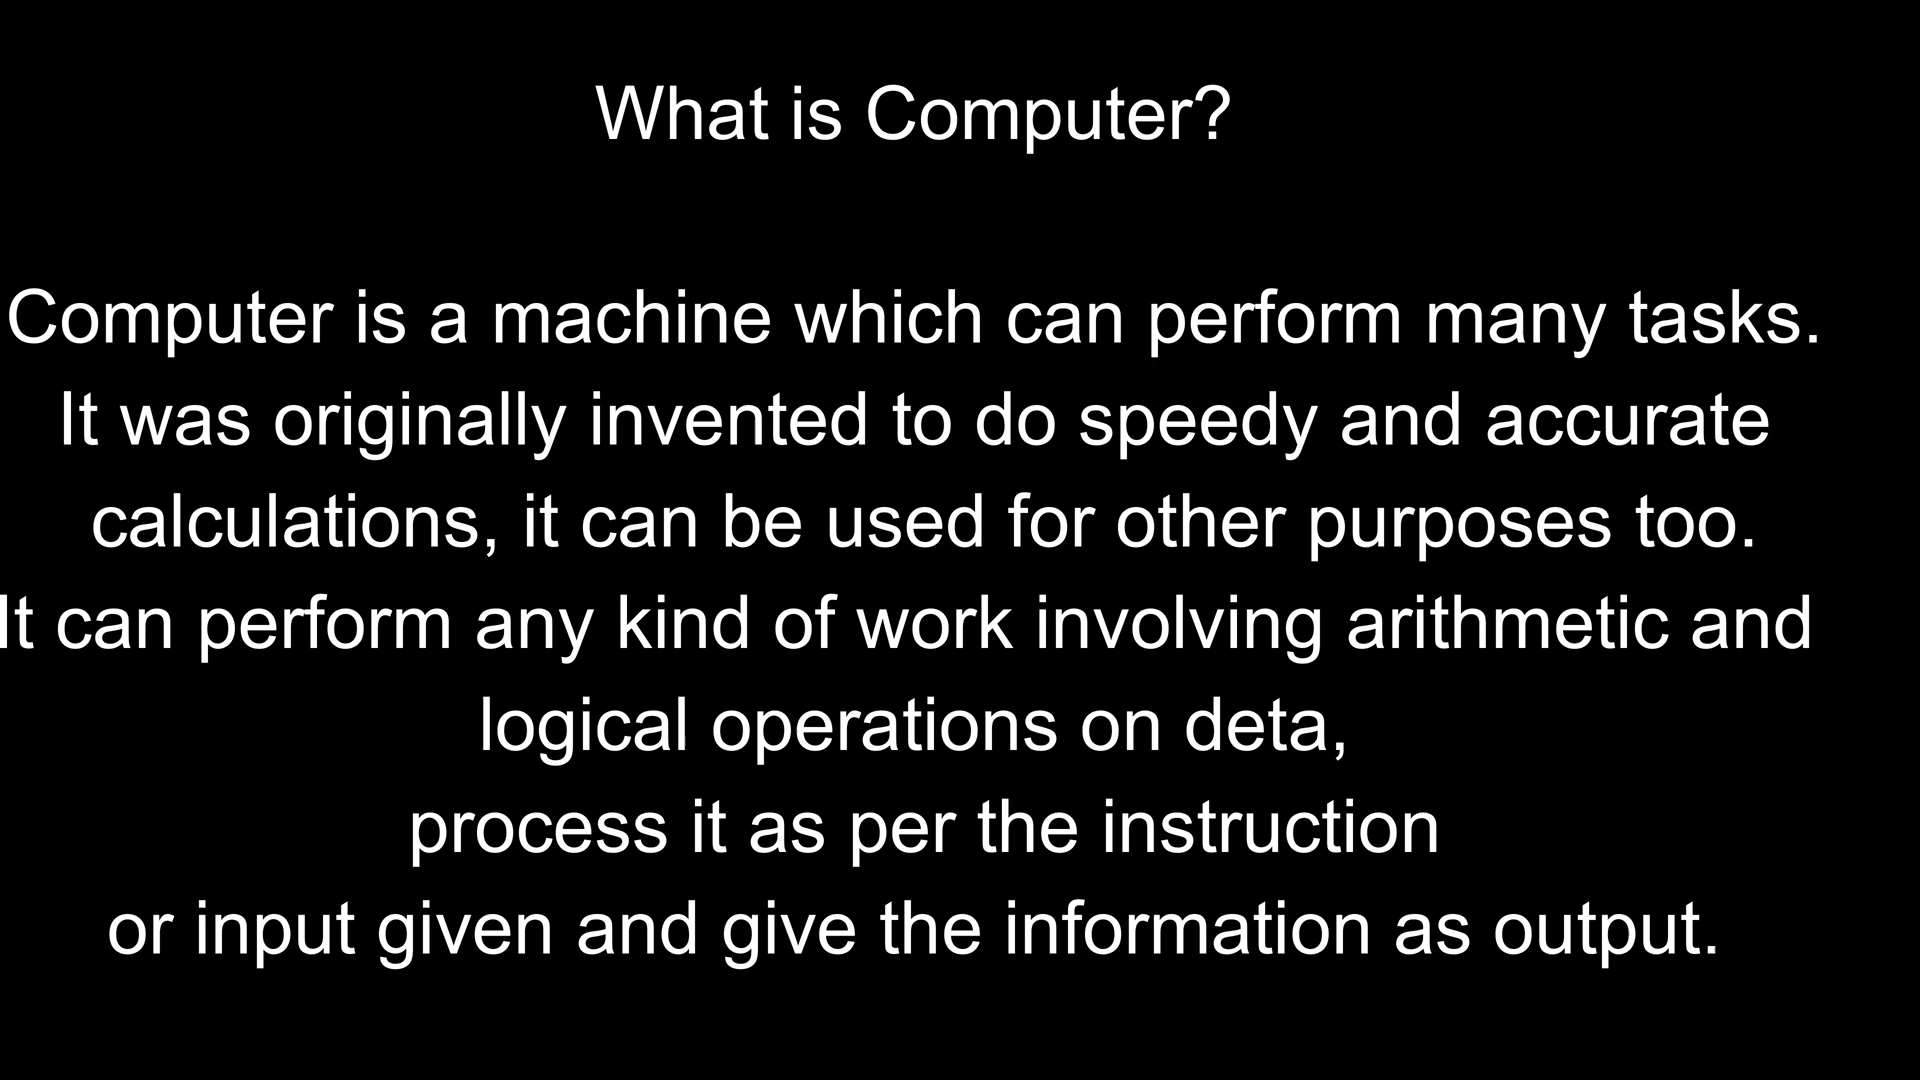 What is Computer?
Computer is a machine which can perform many tasks.
It was originally invented to do speedy and accurate
calculations, it can be used for other purposes too.
It can perform any kind of work involving arithmetic and
logical operations on deta,
process it as per the instruction
or input given and give the information as output.